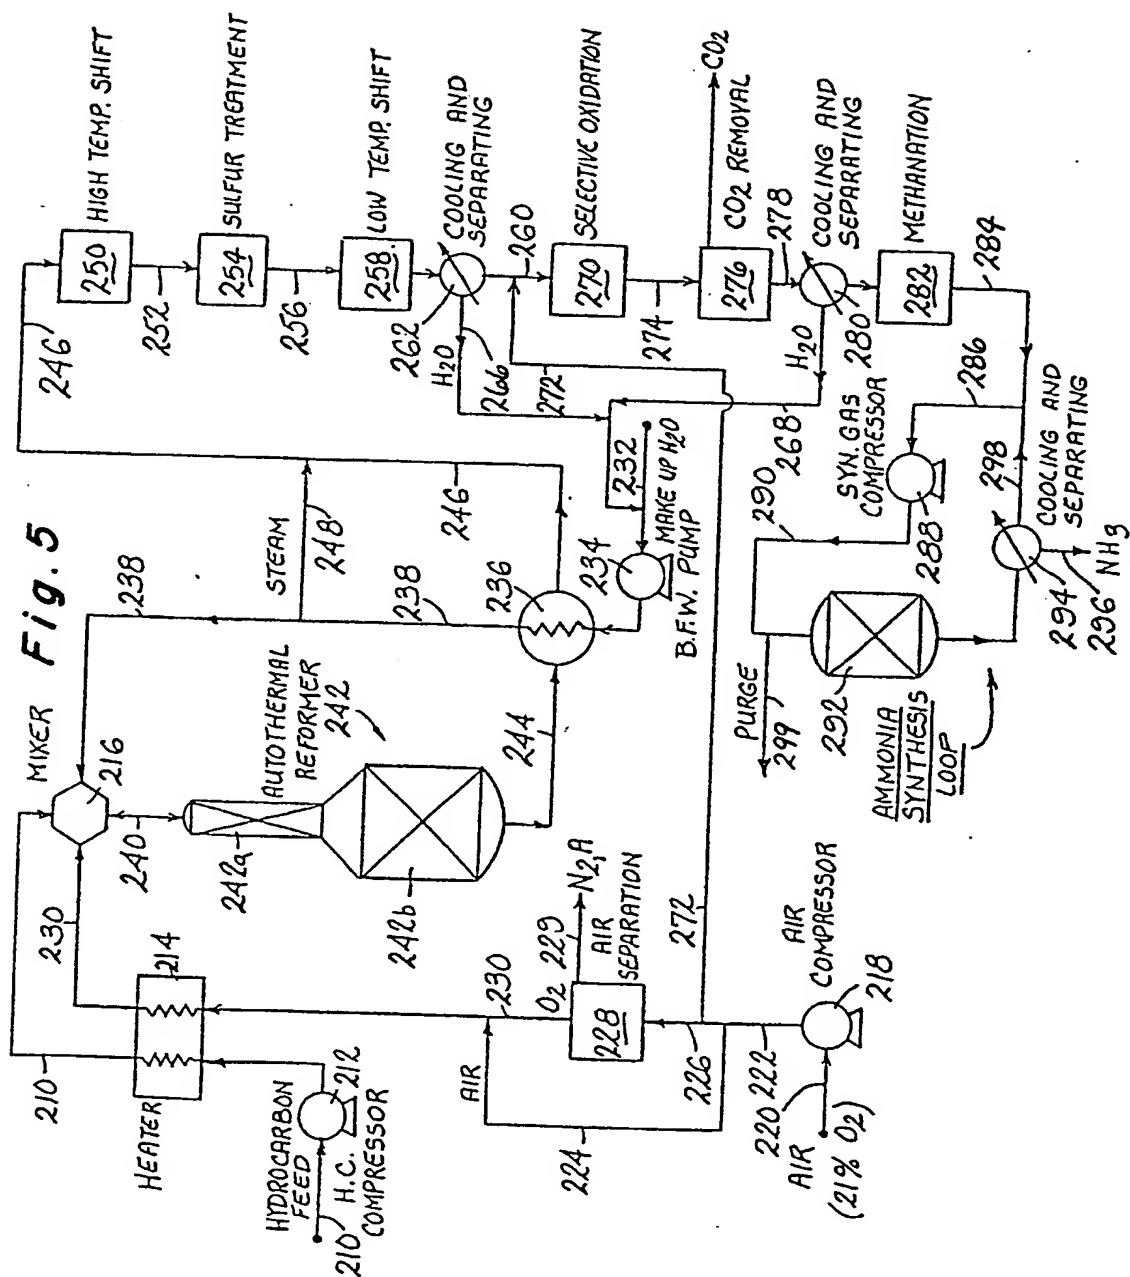 Fig. 5
HYDROCARBON
FEED
210
H.C.
COMPRESSOR
212
HEATER
214
210
230
MIXER
216
240
AUTOTHERMAL
REFORMER
242
242a
242b
244
238
238
STEAM
248
246
246
236
234
B.F.W. PUMP
MAKE UP H2O
232
AIR
(21% O2)
220
AIR
COMPRESSOR
218
222
224
AIR
226
228
AIR
SEPARATION
229
N2,A
O2
230
272
272
250
HIGH TEMP. SHIFT
252
254
SULFUR TREATMENT
256
258
LOW TEMP. SHIFT
262
COOLING AND
SEPARATING
H2O
266
260
270
SELECTIVE OXIDATION
274
276
CO2 REMOVAL
CO2
278
COOLING AND
SEPARATING
280
H2O
268
282
METHANATION
284
286
SYN. GAS
COMPRESSOR
288
290
PURGE
299
292
AMMONIA
SYNTHESIS
LOOP
298
COOLING AND
SEPARATING
294
296
NH3